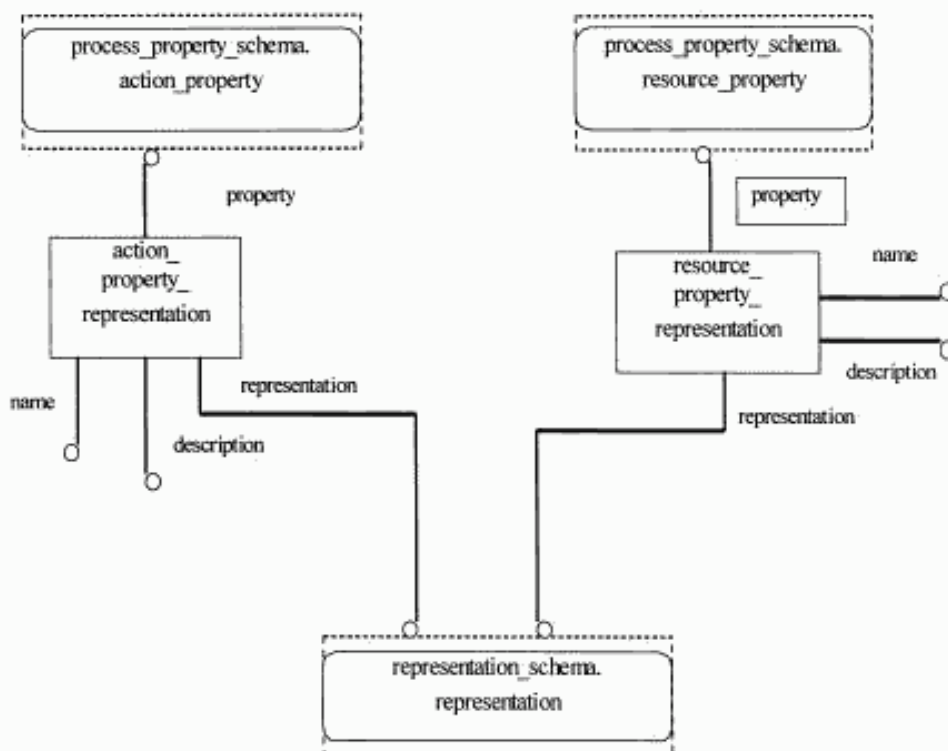 process_property_schema.
action_property
process_property_schema.
resource_property
property
property
action_
property_
representation
resource_
property_
representation
name
description
representation
name
description
representation
representation_schema.
representation